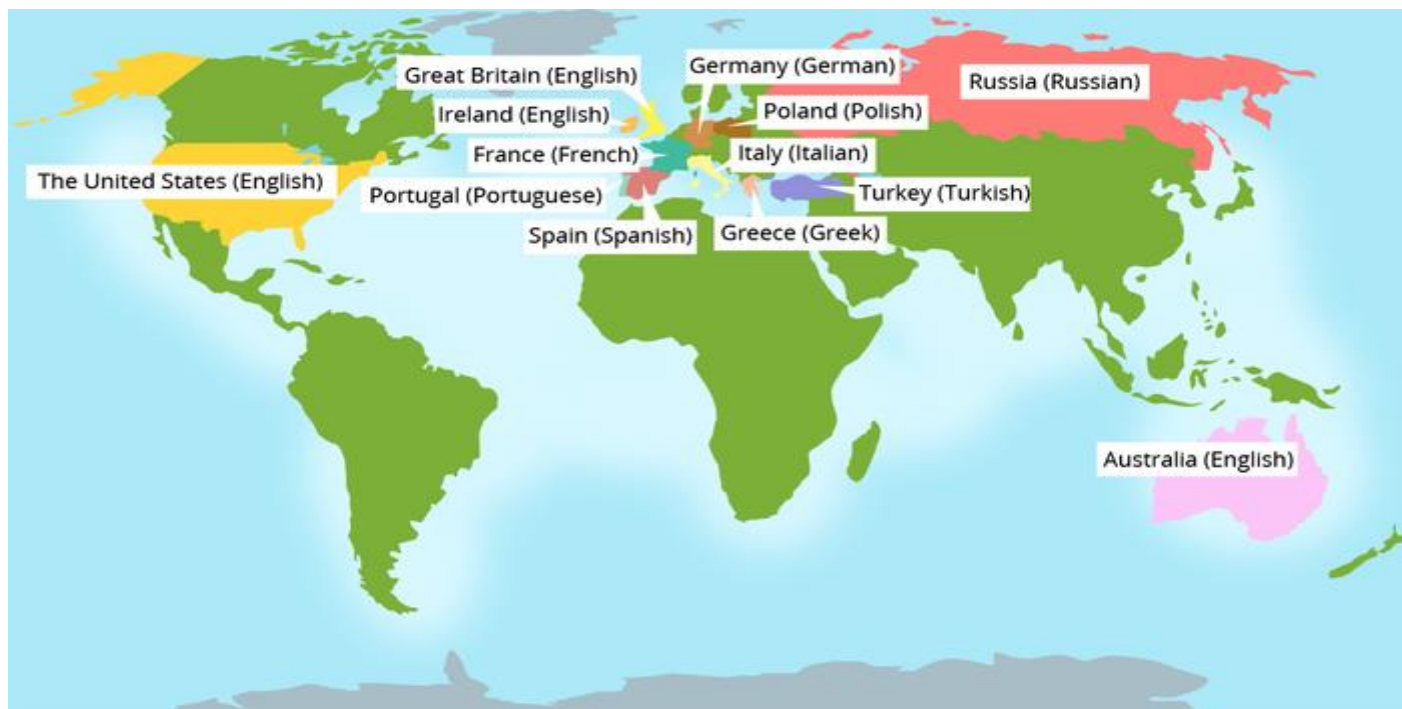 Great Britain (English)
Germany (German)
Russia (Russian)
Ireland (English)
Poland (Polish)
France (French)
Italy (Italian)
The United States (English)
Portugal (Portuguese)
Turkey (Turkish)
Spain (Spanish)
Greece (Greek)
Australia (English)